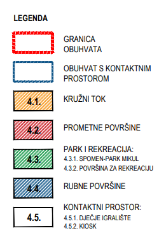 LEGENDA
GRANICA
OBUHVATA
OBUHVAT S KONTAKTNIM
PROSTOROM
4.1. KRUŽNI TOK
4.2. PROMETNE POVRŠINE
4.3. PARK I REKREACIJA:
4.3.1. SPOMEN-PARK MIKUL
4.3.2. POVRŠINA ZA REKREACIJU
4.4. RUBNE POVRŠINE
4.5. KONTAKTNI PROSTOR:
4.5.1. DJEČJE IGRALIŠTE
4.5.2. KIOSK